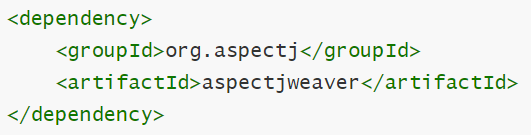 <dependency>
    <groupId>org.aspectj</groupId>
    <artifactId>aspectjweaver</artifactId>
</dependency>